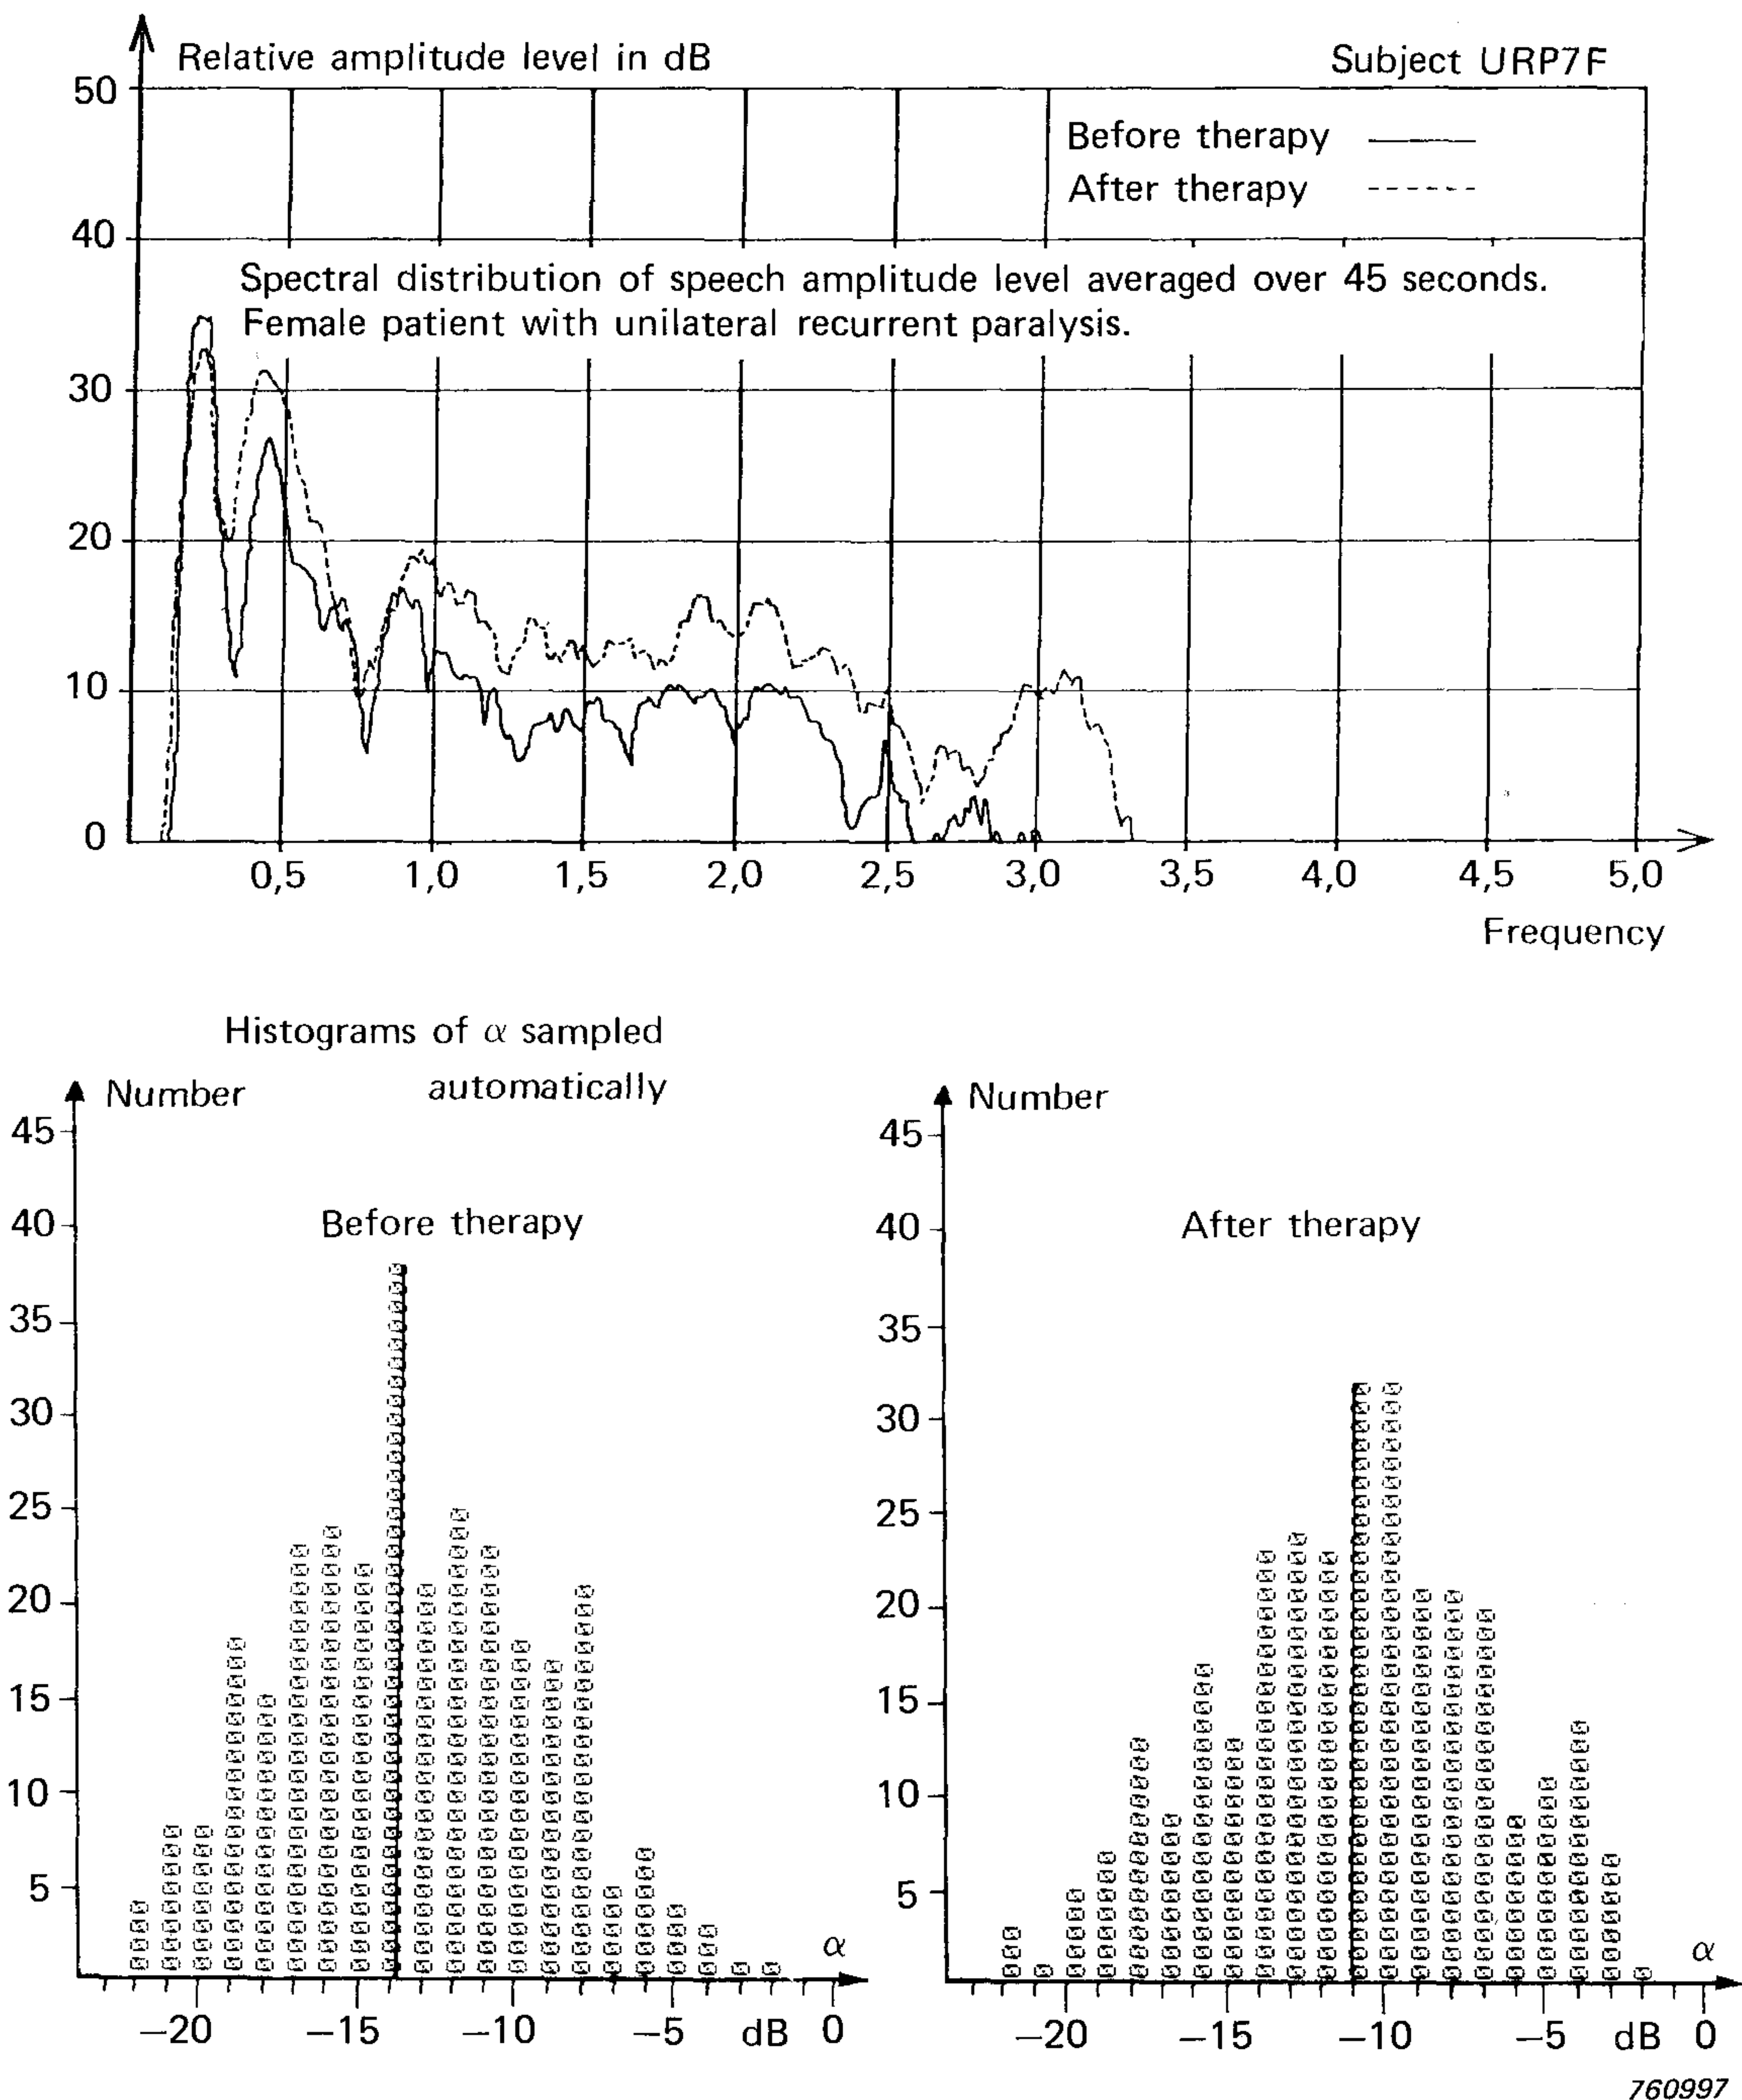 Relative amplitude level in dB
Subject URP7F
50
Before therapy
After therapy
40
Spectral distribution of speech amplitude level averaged over 45 seconds.
Female patient with unilateral recurrent paralysis.
30
20
10
0
0,5 1,0 1,5 2,0 2,5 3,0 3,5 4,0 4,5 5,0
Frequency
Histograms of α sampled
automatically
Number
45
40
Before therapy
35
30
25
20
15
10
5
α
−20 −15 −10 −5 dB 0
Number
45
40
After therapy
35
30
25
20
15
10
5
α
−20 −15 −10 −5 dB 0
760997